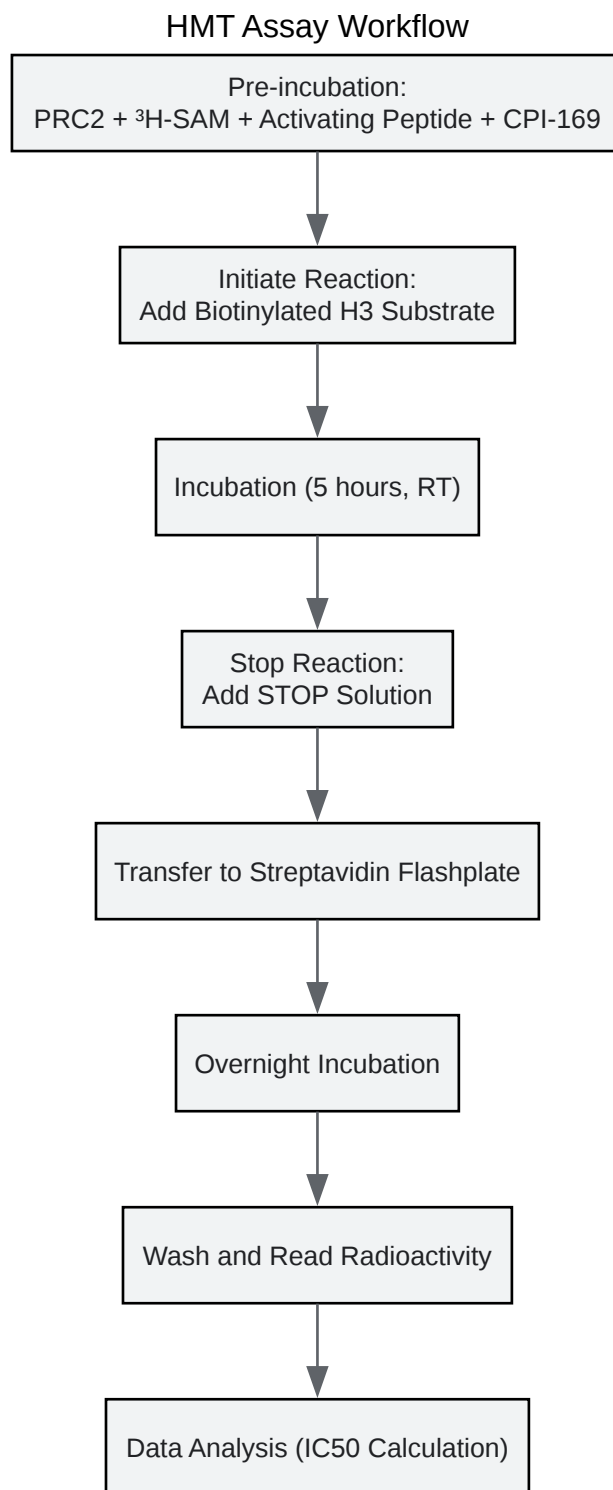 HMT Assay Workflow
Pre-incubation:
PRC2 + ³H-SAM + Activating Peptide + CPI-169
Initiate Reaction:
Add Biotinylated H3 Substrate
Incubation (5 hours, RT)
Stop Reaction:
Add STOP Solution
Transfer to Streptavidin Flashplate
Overnight Incubation
Wash and Read Radioactivity
Data Analysis (IC50 Calculation)